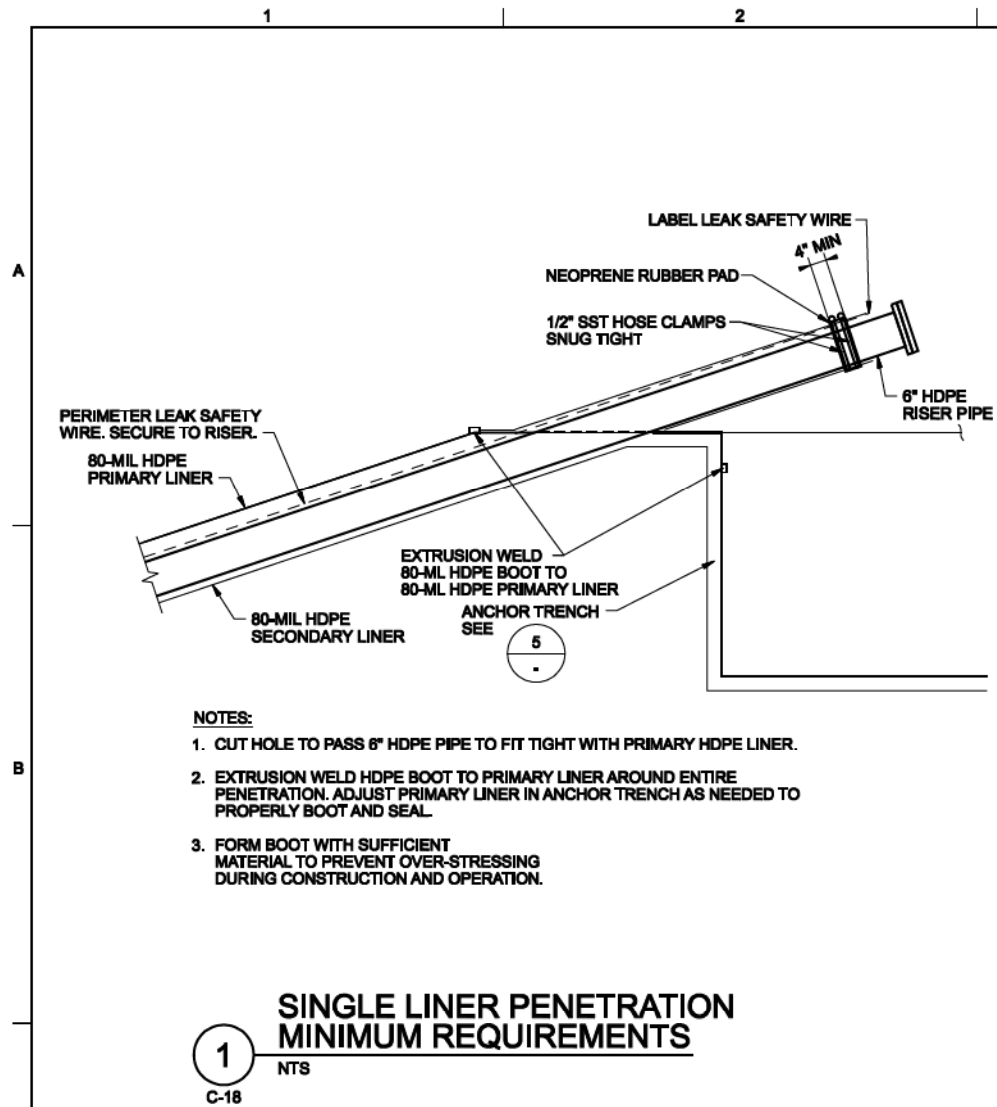 1
2
A
B
LABEL LEAK SAFETY WIRE
4" MIN
NEOPRENE RUBBER PAD
1/2" SST HOSE CLAMPS
SNUG TIGHT
6" HDPE
RISER PIPE
PERIMETER LEAK SAFETY
WIRE. SECURE TO RISER.
80-MIL HDPE
PRIMARY LINER
EXTRUSION WELD
80-ML HDPE BOOT TO
80-ML HDPE PRIMARY LINER
80-MIL HDPE
SECONDARY LINER
ANCHOR TRENCH
SEE
5
-
NOTES:
1. CUT HOLE TO PASS 6" HDPE PIPE TO FIT TIGHT WITH PRIMARY HDPE LINER.
2. EXTRUSION WELD HDPE BOOT TO PRIMARY LINER AROUND ENTIRE
PENETRATION. ADJUST PRIMARY LINER IN ANCHOR TRENCH AS NEEDED TO
PROPERLY BOOT AND SEAL.
3. FORM BOOT WITH SUFFICIENT
MATERIAL TO PREVENT OVER-STRESSING
DURING CONSTRUCTION AND OPERATION.
SINGLE LINER PENETRATION
MINIMUM REQUIREMENTS
1
NTS
C-18